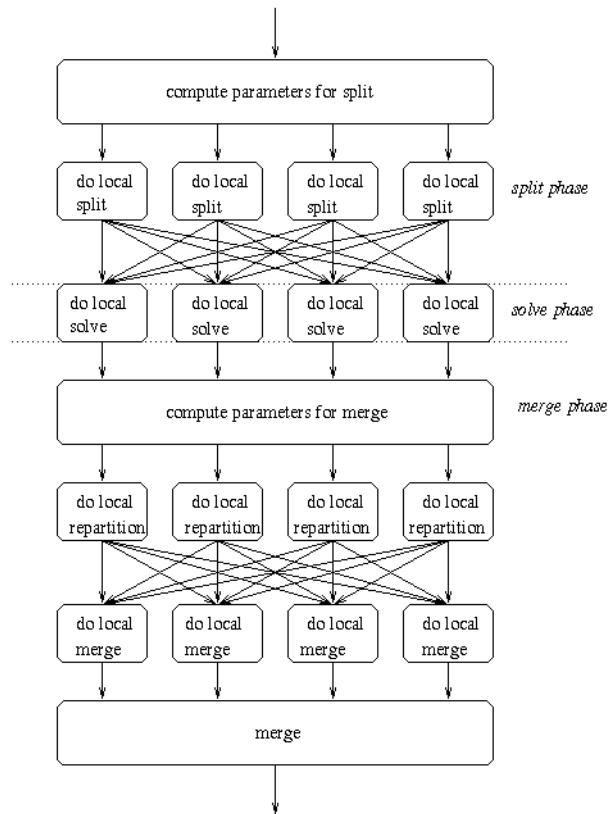 compute parameters for split
do local do local do local do local
split split split split
split phase
do local do local do local do local
solve solve solve solve
solve phase
compute parameters for merge
merge phase
do local do local do local do local
repartition repartition repartition repartition
do local do local do local do local
merge merge merge merge
merge